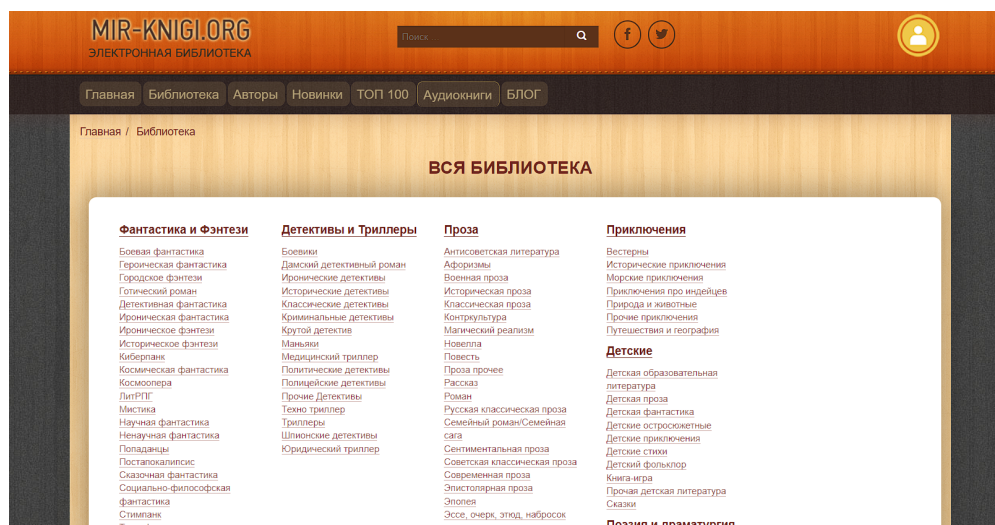 MIR-KNIGI.ORG
ЭЛЕКТРОННАЯ БИБЛИОТЕКА
Поиск ...
Главная Библиотека Авторы Новинки ТОП 100 Аудиокниги БЛОГ
Главная / Библиотека
ВСЯ БИБЛИОТЕКА
Фантастика и Фэнтези
Боевая фантастика
Героическая фантастика
Городское фэнтези
Готический роман
Детективная фантастика
Ироническая фантастика
Ироническое фэнтези
Историческое фэнтези
Киберпанк
Космическая фантастика
Космоопера
ЛитРПГ
Мистика
Научная фантастика
Ненаучная фантастика
Попаданцы
Постапокалипсис
Сказочная фантастика
Социально-философская
фантастика
Стимпанк
Детективы и Триллеры
Боевики
Дамский детективный роман
Иронические детективы
Исторические детективы
Классические детективы
Криминальные детективы
Крутой детектив
Маньяки
Медицинский триллер
Политические детективы
Полицейские детективы
Прочие Детективы
Техно триллер
Триллеры
Шпионские детективы
Юридический триллер
Проза
Антисоветская литература
Афоризмы
Военная проза
Историческая проза
Классическая проза
Контркультура
Магический реализм
Новелла
Повесть
Проза прочее
Рассказ
Роман
Русская классическая проза
Семейный роман/Семейная
сага
Сентиментальная проза
Советская классическая проза
Современная проза
Эпистолярная проза
Эпопея
Эссе, очерк, этюд, набросок
Приключения
Вестерны
Исторические приключения
Морские приключения
Приключения про индейцев
Природа и животные
Прочие приключения
Путешествия и география
Детские
Детская образовательная
литература
Детская проза
Детская фантастика
Детские остросюжетные
Детские приключения
Детские стихи
Детский фольклор
Книга-игра
Прочая детская литература
Сказки
Поэзия и драматургия